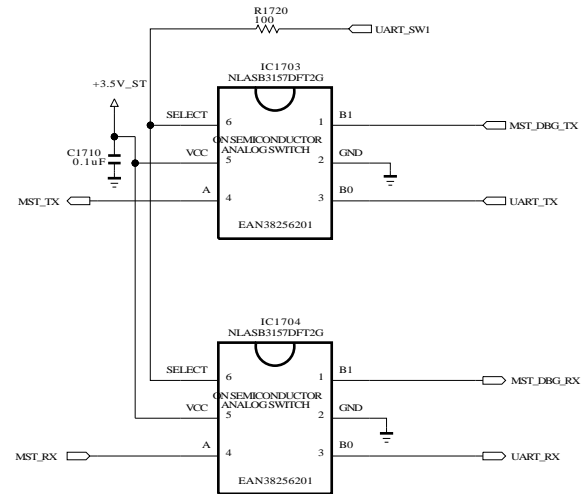 R1720
100
UART_SW1
IC1703
NLASB3157DFT2G
+3.5V_ST
SELECT
6
1
B1
MST_DBG_TX
ON SEMICONDUCTOR
ANALOG SWITCH
C1710
0.1uF
VCC
5
2
GND
A
4
3
B0
MST_TX
UART_TX
EAN38256201
IC1704
NLASB3157DFT2G
SELECT
6
1
B1
MST_DBG_RX
ON SEMICONDUCTOR
ANALOG SWITCH
VCC
5
2
GND
A
4
3
B0
MST_RX
UART_RX
EAN38256201